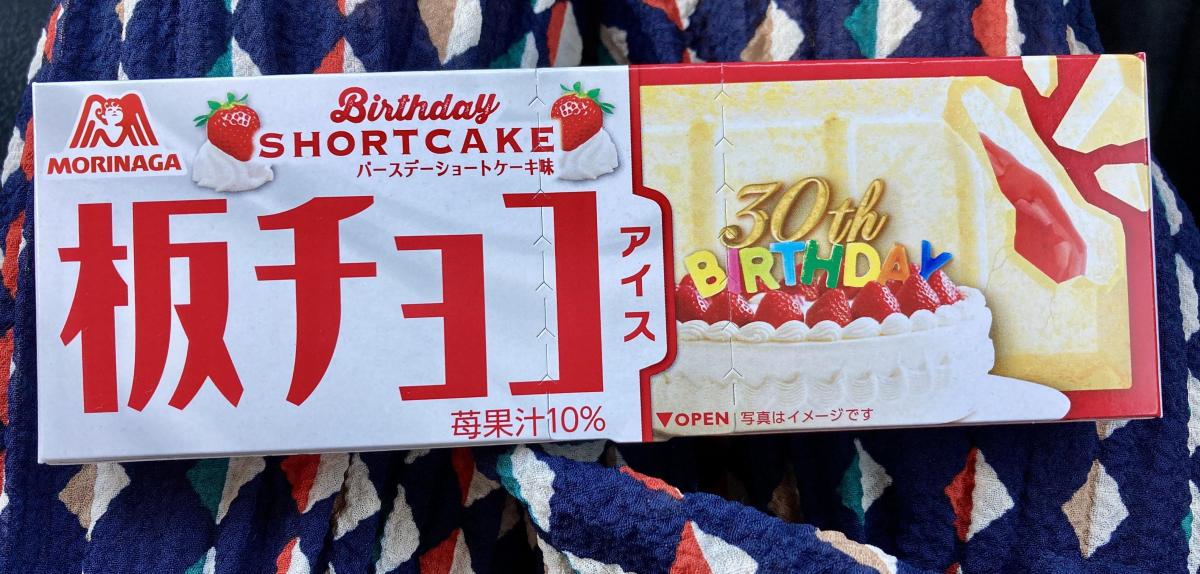 MORINAGA
Birthday
SHORTCAKE
バースデーショートケーキ味
板チョコ
アイス
苺果汁10%
30th
BIRTHDAY
▼OPEN 写真はイメージです